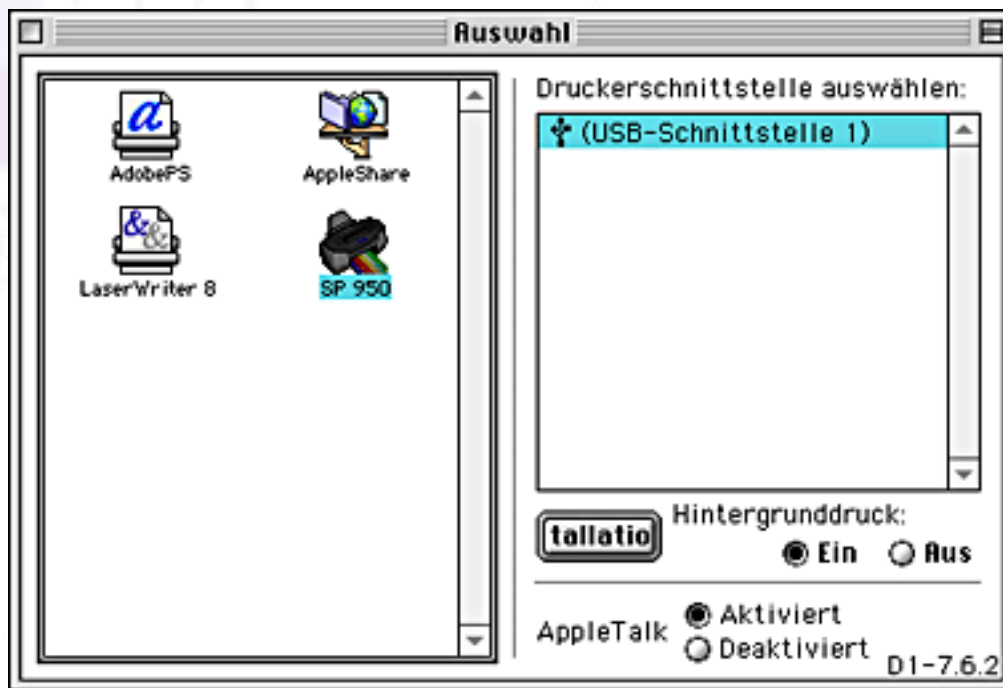 Auswahl
AdobePS
AppleShare
LaserWriter 8
SP 950
Druckerschnittstelle auswählen:
(USB-Schnittstelle 1)
tallatio
Hintergrunddruck:
Ein Aus
AppleTalk
Aktiviert
Deaktiviert
D1-7.6.2